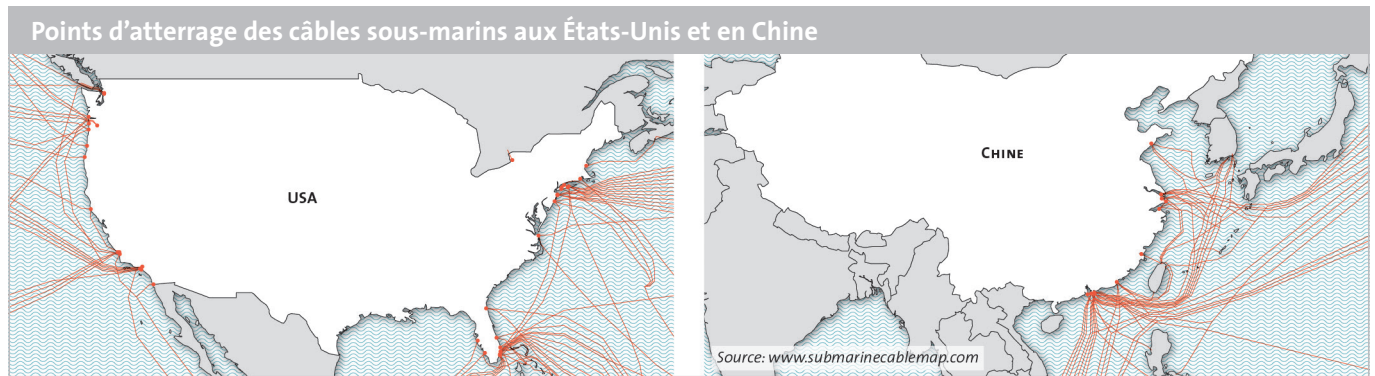 Points d’atterrage des câbles sous-marins aux États-Unis et en Chine
USA
CHINE
Source: www.submarinecablemap.com